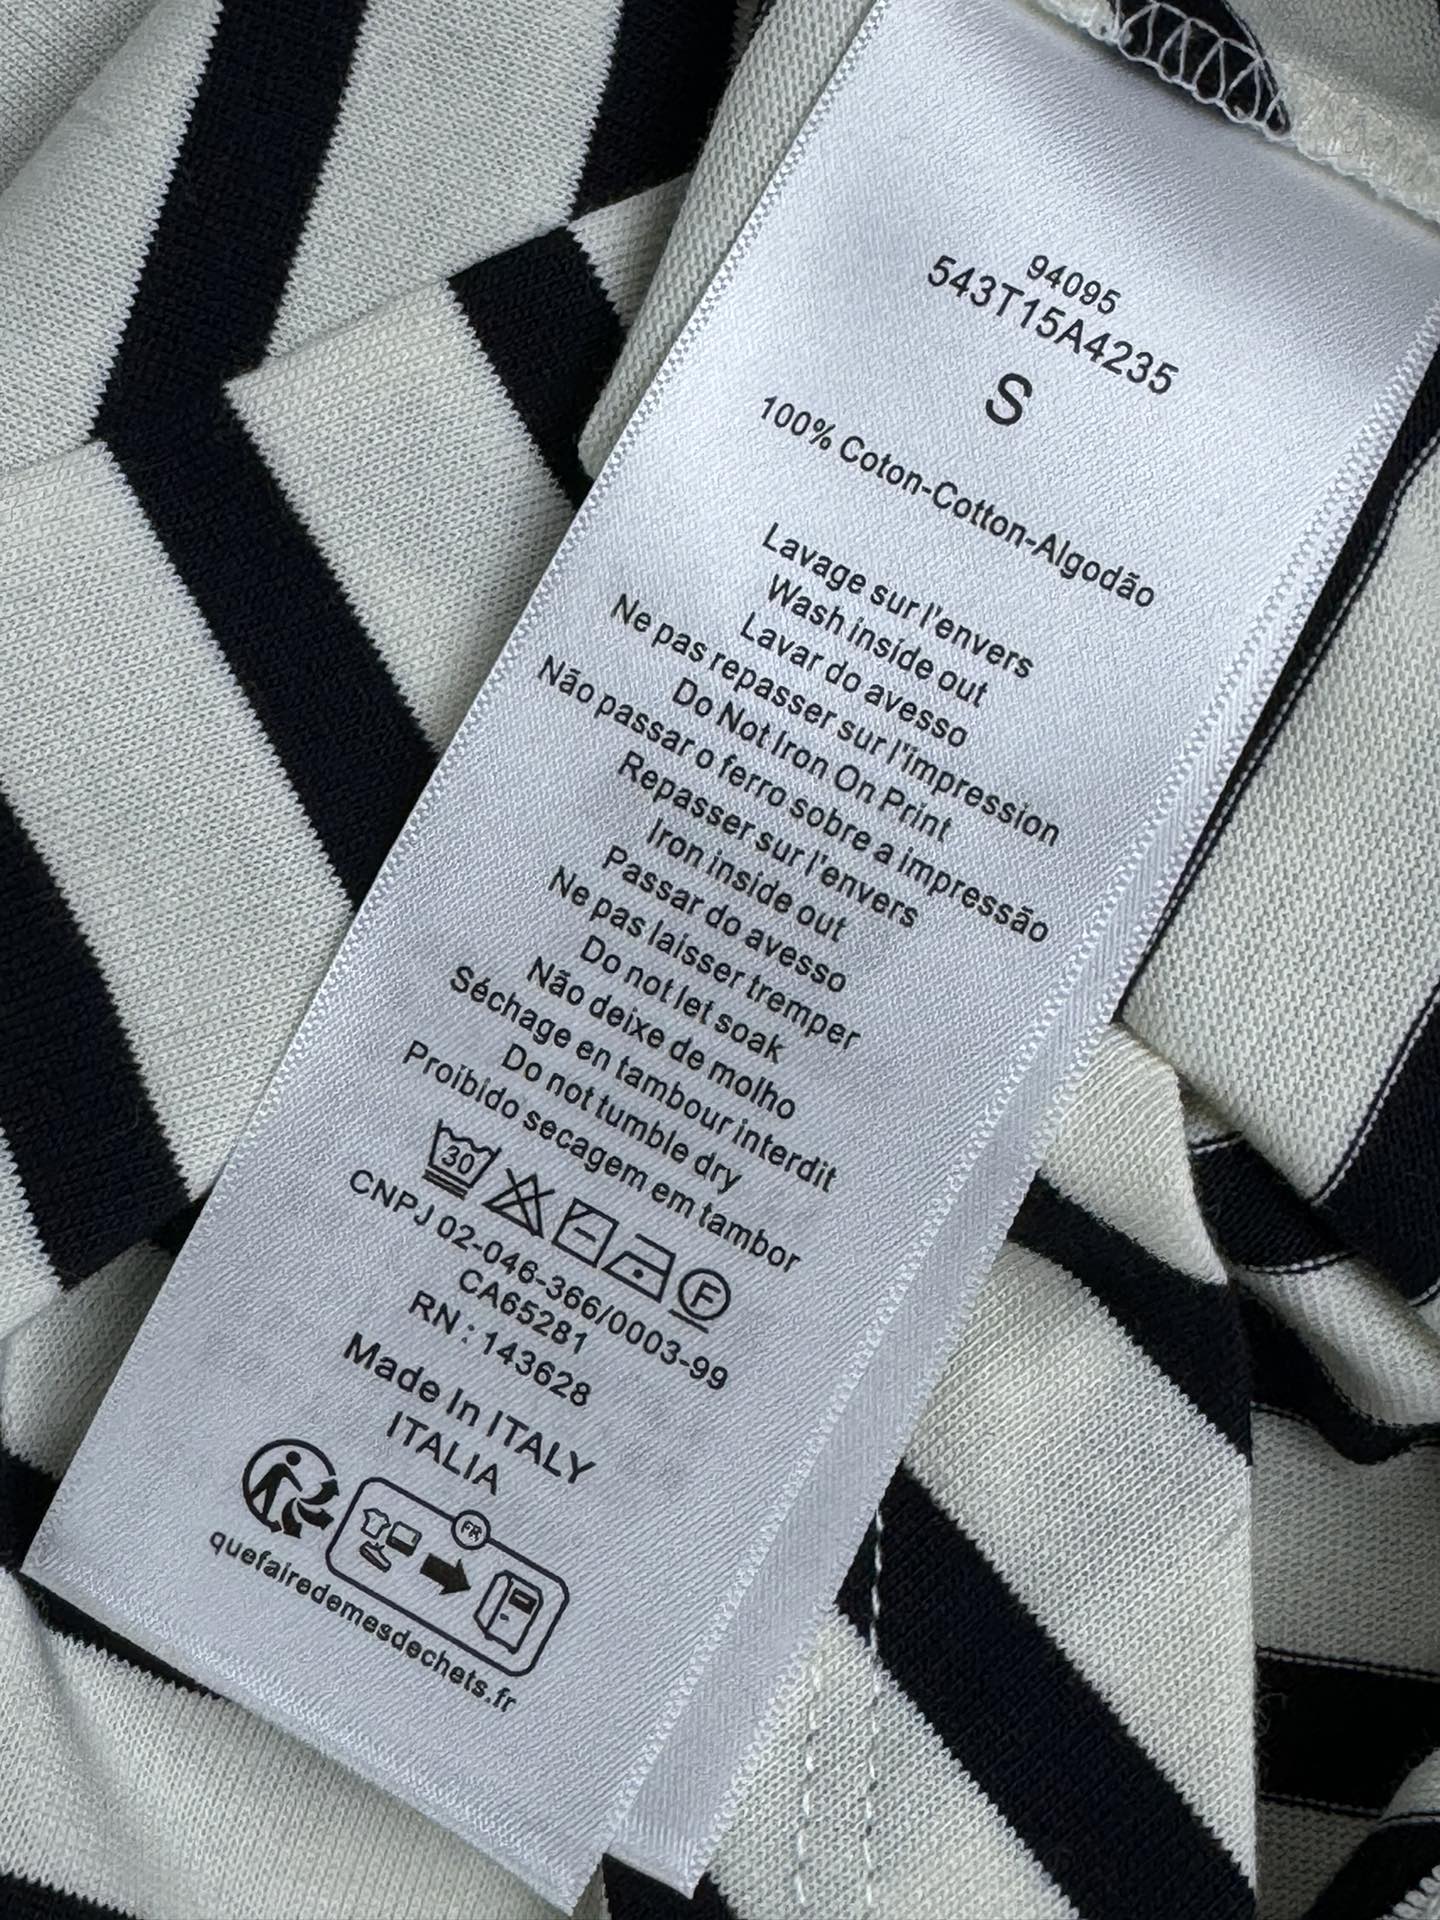 94095
543T15A4235
S
100% Coton-Cotton-Algodão
Lavage sur l'envers
Wash inside out
Lavar do avesso
Ne pas repasser sur l'impression
Do Not Iron On Print
Não passar o ferro sobre a impressão
Repasser sur l'envers
Iron inside out
Passar do avesso
Ne pas laisser tremper
Do not let soak
Não deixe de molho
Séchage en tambour interdit
Do not tumble dry
Proibido secagem em tambor
30
F
CNPJ 02-046-366/0003-99
CA65281
RN : 143628
Made In ITALY
ITALIA
FR
quefairedemesdechets.fr